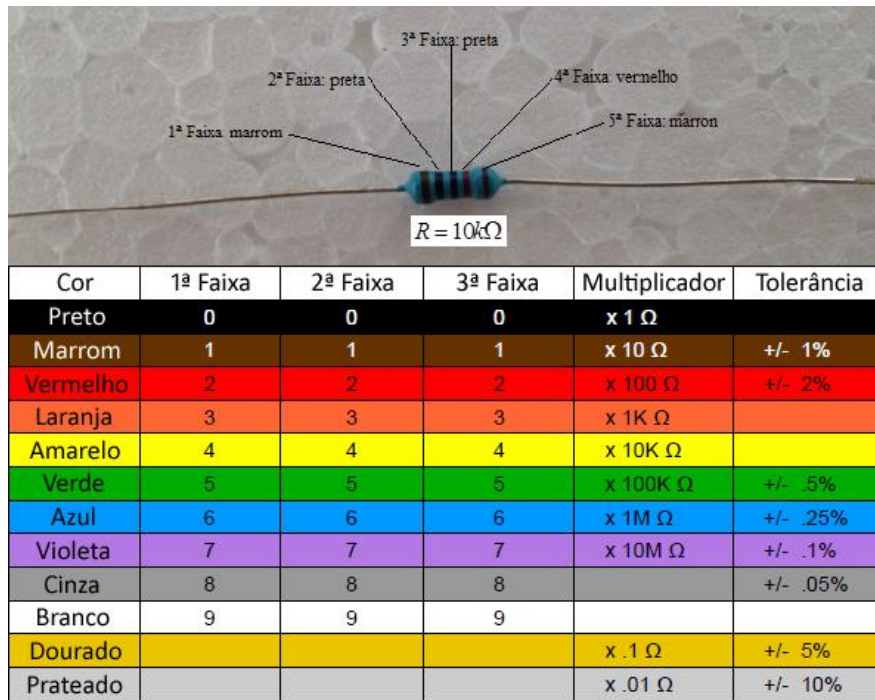 3ª Faixa: preta
2ª Faixa: preta
4ª Faixa: vermelho
1ª Faixa: marrom
5ª Faixa: marron
R = 10kΩ
Cor 1ª Faixa 2ª Faixa 3ª Faixa Multiplicador Tolerância
Preto 0 0 0 x 1 Ω
Marrom 1 1 1 x 10 Ω +/- 1%
Vermelho 2 2 2 x 100 Ω +/- 2%
Laranja 3 3 3 x 1K Ω
Amarelo 4 4 4 x 10K Ω
Verde 5 5 5 x 100K Ω +/- .5%
Azul 6 6 6 x 1M Ω +/- .25%
Violeta 7 7 7 x 10M Ω +/- .1%
Cinza 8 8 8 +/- .05%
Branco 9 9 9
Dourado x .1 Ω +/- 5%
Prateado x .01 Ω +/- 10%